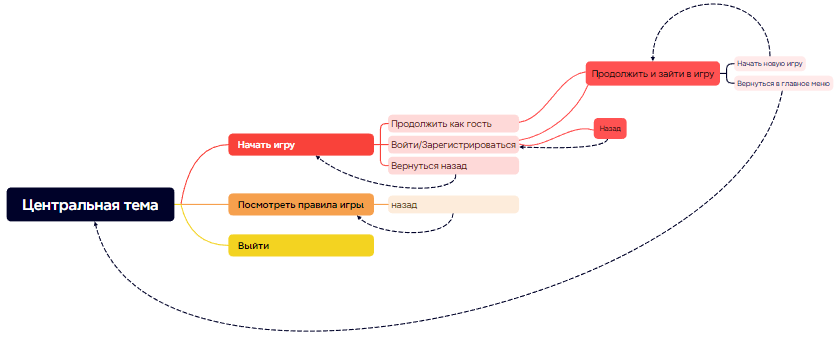 Центральная тема
Начать игру
Продолжить как гость
Войти/Зарегистрироваться
Вернуться назад
Продолжить и зайти в игру
Начать новую игру
Вернуться в главное меню
Назад
Посмотреть правила игры
назад
Выйти